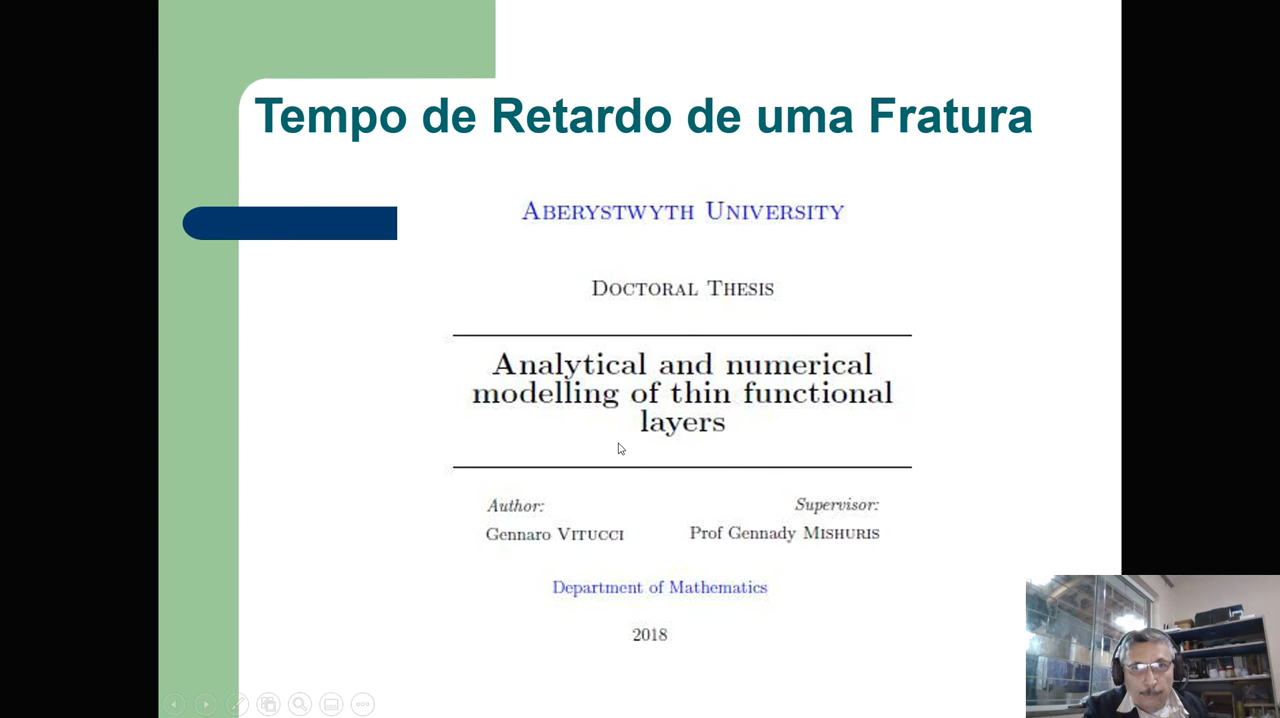 Tempo de Retardo de uma Fratura
ABERYSTWYTH UNIVERSITY
DOCTORAL THESIS
Analytical and numerical
modelling of thin functional
layers
Author:
Supervisor:
Gennaro VITUCCI
Prof Gennady MISHURIS
Department of Mathematics
2018